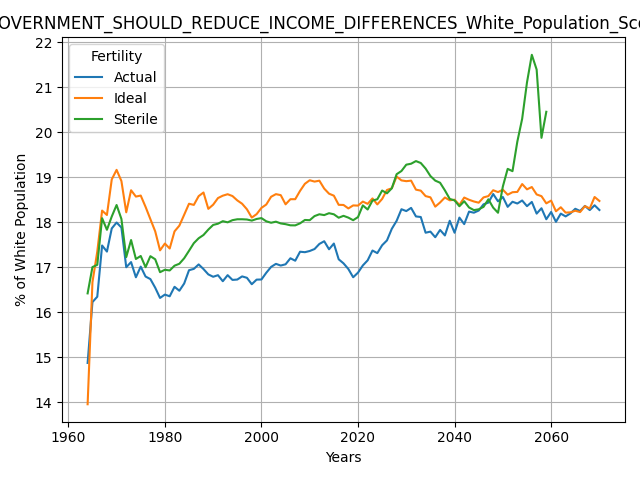 OVERNMENT_SHOULD_REDUCE_INCOME_DIFFERENCES_White_Population_Sc
Fertility
Actual
Ideal
Sterile
22
21
20
19
18
17
16
15
14
% of White Population
1960
1980
2000
2020
2040
2060
Years